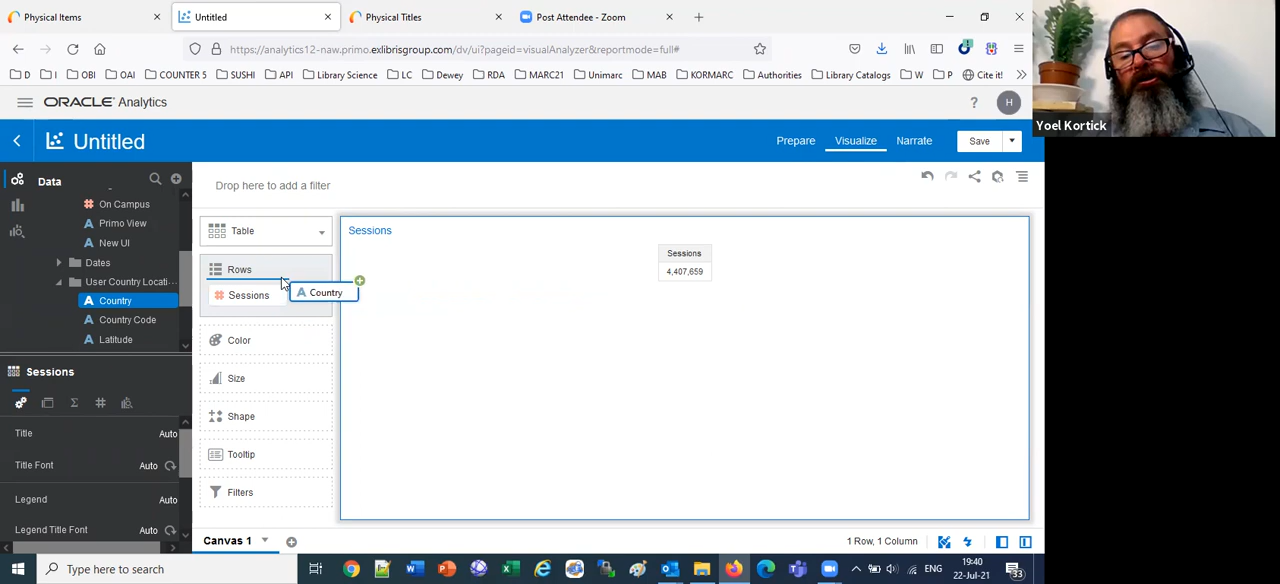 Physical Items
Untitled
Physical Titles
Post Attendee - Zoom
https://analytics12-naw.primo.exlibrisgroup.com/dv/ui?pageid=visualAnalyzer&reportmode=full#
D
I
OBI
OAI
COUNTER 5
SUSHI
API
Library Science
LC
Dewey
RDA
MARC21
Unimarc
MAB
KORMARC
Authorities
Library Catalogs
W
P
Cite it!
ORACLE Analytics
?
H
Yoel Kortick
Untitled
Prepare
Visualize
Narrate
Save
Data
Drop here to add a filter
On Campus
Primo View
New UI
Dates
User Country Locati...
Country
Country Code
Latitude
Table
Rows
Sessions
Country
Color
Size
Shape
Tooltip
Filters
Sessions
Sessions
4,407,659
Sessions
Title
Auto
Title Font
Auto
Legend
Auto
Legend Title Font
Auto
Canvas 1
1 Row, 1 Column
Type here to search
ENG
19:40
22-Jul-21
33